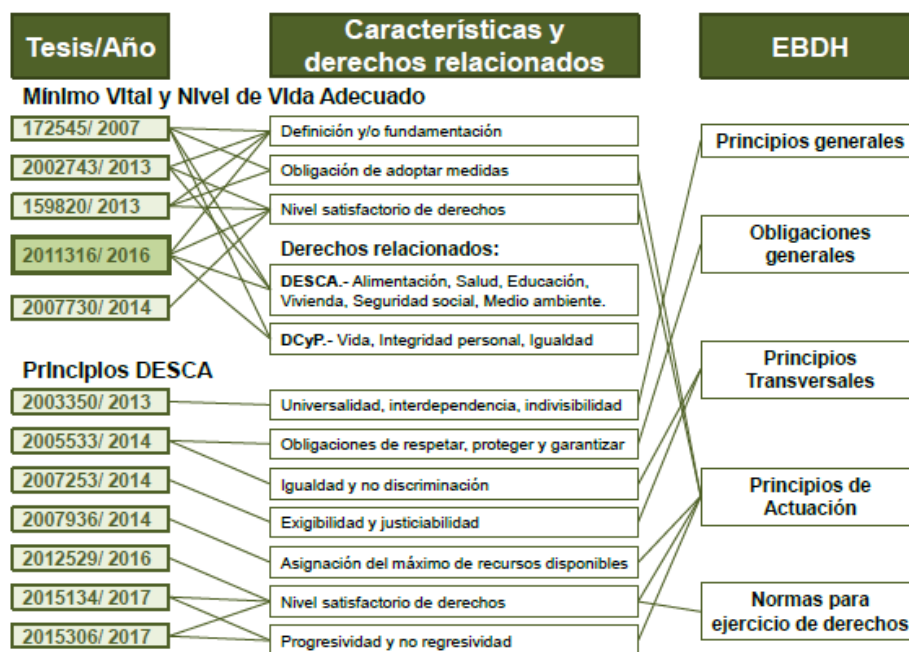 Tesis/Año
Características y
derechos relacionados
EBDH
Mínimo Vital y Nivel de Vida Adecuado
172545/ 2007
2002743/ 2013
159820/ 2013
2011316/ 2016
2007730/ 2014
Definición y/o fundamentación
Obligación de adoptar medidas
Nivel satisfactorio de derechos
Derechos relacionados:
DESCA.- Alimentación, Salud, Educación,
Vivienda, Seguridad social, Medio ambiente.
DCyP.- Vida, Integridad personal, Igualdad
Principios DESCA
2003350/ 2013
2005533/ 2014
2007253/ 2014
2007936/ 2014
2012529/ 2016
2015134/ 2017
2015306/ 2017
Universalidad, interdependencia, indivisibilidad
Obligaciones de respetar, proteger y garantizar
Igualdad y no discriminación
Exigibilidad y justiciabilidad
Asignación del máximo de recursos disponibles
Nivel satisfactorio de derechos
Progresividad y no regresividad
Principios generales
Obligaciones
generales
Principios
Transversales
Principios de
Actuación
Normas para
ejercicio de derechos